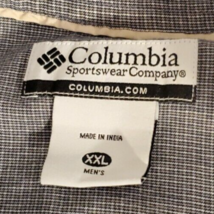 Columbia
Sportswear Company®
COLUMBIA.COM
MADE IN INDIA
XXL
MEN'S